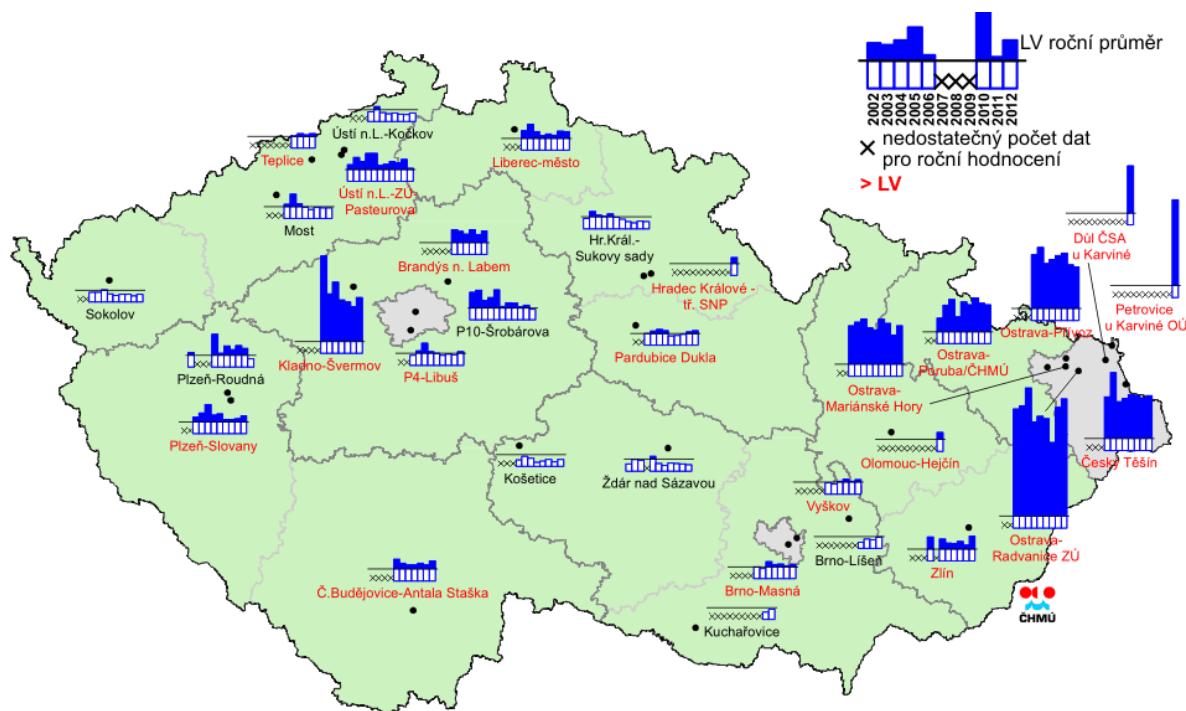 LV roční průměr
2002 2003 2004 2005 2006 2007 2008 2009 2010 2011 2012
nedostatečný počet dat
pro roční hodnocení
> LV
Ústí n.L.-Kočkov
Teplice
Liberec-město
Ústí n.L.-ZÚ-
Pasteurova
Most
Hr.Král.-
Sukovy sady
Důl ČSA
u Karviné
Brandýs n. Labem
Hradec Králové -
tř. SNP
Petrovice
u Karviné OÚ
Sokolov
P10-Šrobárova
Ostrava-Přívoz
Plzeň-Roudná
Kladno-Švermov
P4-Libuš
Pardubice Dukla
Ostrava-
Poruba/ČHMÚ
Ostrava-
Mariánské Hory
Plzeň-Slovany
Olomouc-Hejčín
Český Těšín
Košetice
Ždár nad Sázavou
Vyškov
Ostrava-
Radvanice ZÚ
Brno-Líšeň
Zlín
Č.Budějovice-Antala Staška
Brno-Masná
ČHMÚ
Kuchařovice